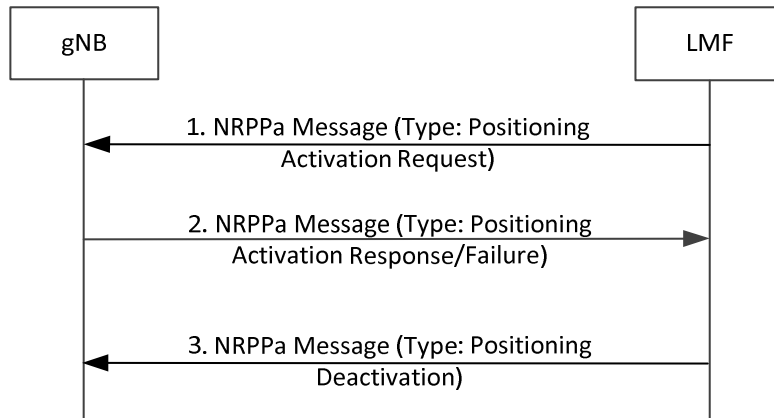 gNB
LMF
1. NRPPa Message (Type: Positioning
Activation Request)
2. NRPPa Message (Type: Positioning
Activation Response/Failure)
3. NRPPa Message (Type: Positioning
Deactivation)